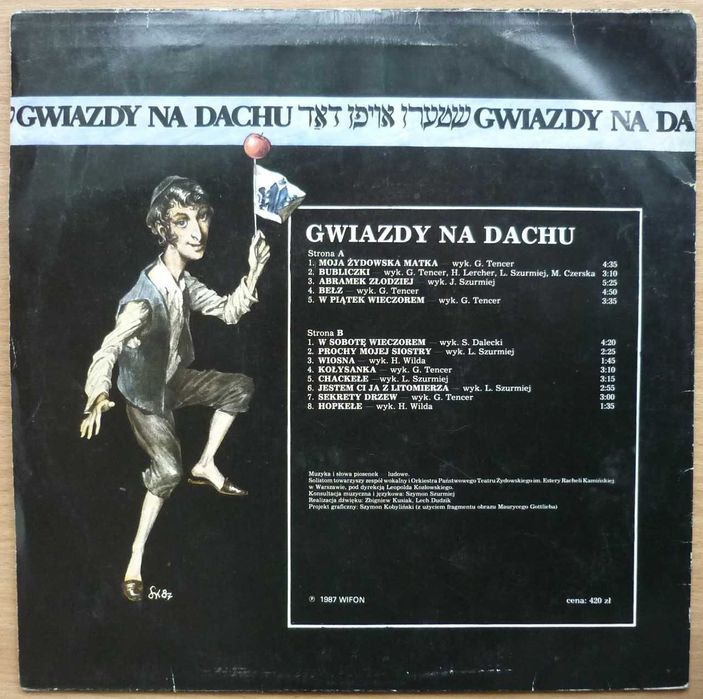 GWIAZDY NA DACHU שטערן אויפן דאַך GWIAZDY NA DA
GWIAZDY NA DACHU
Strona A
1. MOJA ŻYDOWSKA MATKA — wyk. G. Tencer 4:35
2. BUBLICZKI — wyk. G. Tencer, H. Lercher, L. Szurmiej, M. Czerska 3:10
3. ABRAMEK ZŁODZIEJ — wyk. J. Szurmiej 5:25
4. BEŁZ — wyk. G. Tencer 4:50
5. W PIĄTEK WIECZOREM — wyk. G. Tencer 3:35
Strona B
1. W SOBOTĘ WIECZOREM — wyk. S. Dalecki 4:20
2. PROCHY MOJEJ SIOSTRY — wyk. L. Szurmiej 2:25
3. WIOSNA — wyk. H. Wilda 1:45
4. KOŁYSANKA — wyk. G. Tencer 3:10
5. CHACKEŁE — wyk. L. Szurmiej 3:15
6. JESTEM CI JA Z LITOMIERZA — wyk. L. Szurmiej 2:55
7. SEKRETY DRZEW — wyk. G. Tencer 3:00
8. HOPKEŁE — wyk. H. Wilda 1:35
Muzyka i słowa piosenek — ludowe.
Solistom towarzyszy zespół wokalny i Orkiestra Państwowego Teatru Żydowskiego im. Estery Racheli Kamińskiej
w Warszawie, pod dyrekcją Leopolda Kozłowskiego.
Konsultacja muzyczna i językowa: Szymon Szurmiej
Realizacja dźwięku: Zbigniew Kusiak, Lech Dudzik
Projekt graficzny: Szymon Kobyliński (z użyciem fragmentu obrazu Maurycego Gottlieba)
℗ 1987 WIFON cena: 420 zł